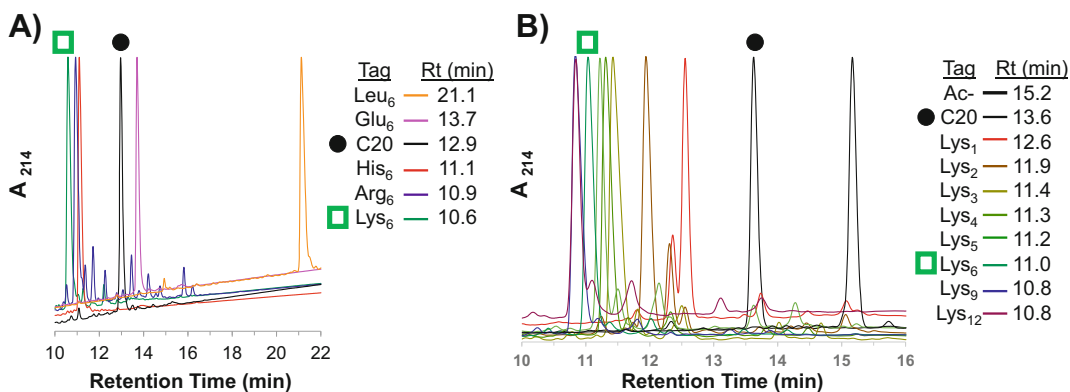 A)
Tag Rt (min)
Leu6 21.1
Glu6 13.7
C20 12.9
His6 11.1
Arg6 10.9
Lys6 10.6
A 214
10 12 14 16 18 20 22
Retention Time (min)
B)
Tag Rt (min)
Ac- 15.2
C20 13.6
Lys1 12.6
Lys2 11.9
Lys3 11.4
Lys4 11.3
Lys5 11.2
Lys6 11.0
Lys9 10.8
Lys12 10.8
A 214
10 11 12 13 14 15 16
Retention Time (min)